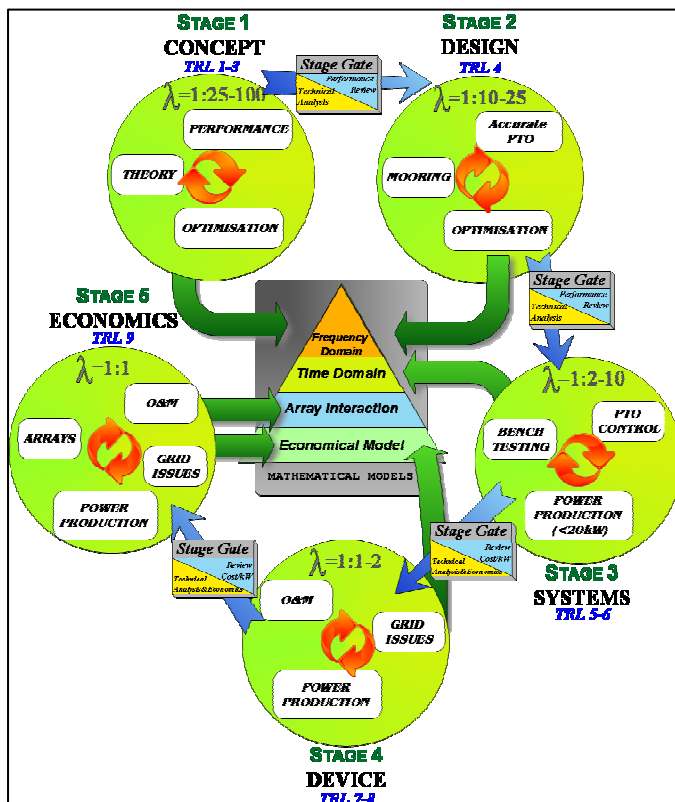 STAGE 1
CONCEPT
TRL 1-3
λ=1:25-100
PERFORMANCE
THEORY
OPTIMISATION
Stage Gate
Performance
Review
Technical
Analysis
STAGE 2
DESIGN
TRL 4
λ=1:10-25
Accurate
PTO
MOORING
OPTIMISATION
Stage Gate
Performance
Review
Technical
Analysis
Frequency
Domain
Time Domain
Array Interaction
Economical Model
MATHEMATICAL MODELS
STAGE 5
ECONOMICS
TRL 9
λ=1:1
O&M
ARRAYS
GRID
ISSUES
POWER
PRODUCTION
λ=1:2-10
PTO
CONTROL
BENCH
TESTING
POWER
PRODUCTION
(<20kW)
STAGE 3
SYSTEMS
TRL 5-6
Stage Gate
Review
Cost/kW
Technical
Analysis&Economics
Stage Gate
Review
Cost/kW
Technical
Analysis&Economics
λ=1:1-2
O&M
GRID
ISSUES
POWER
PRODUCTION
STAGE 4
DEVICE
TRL 7-8